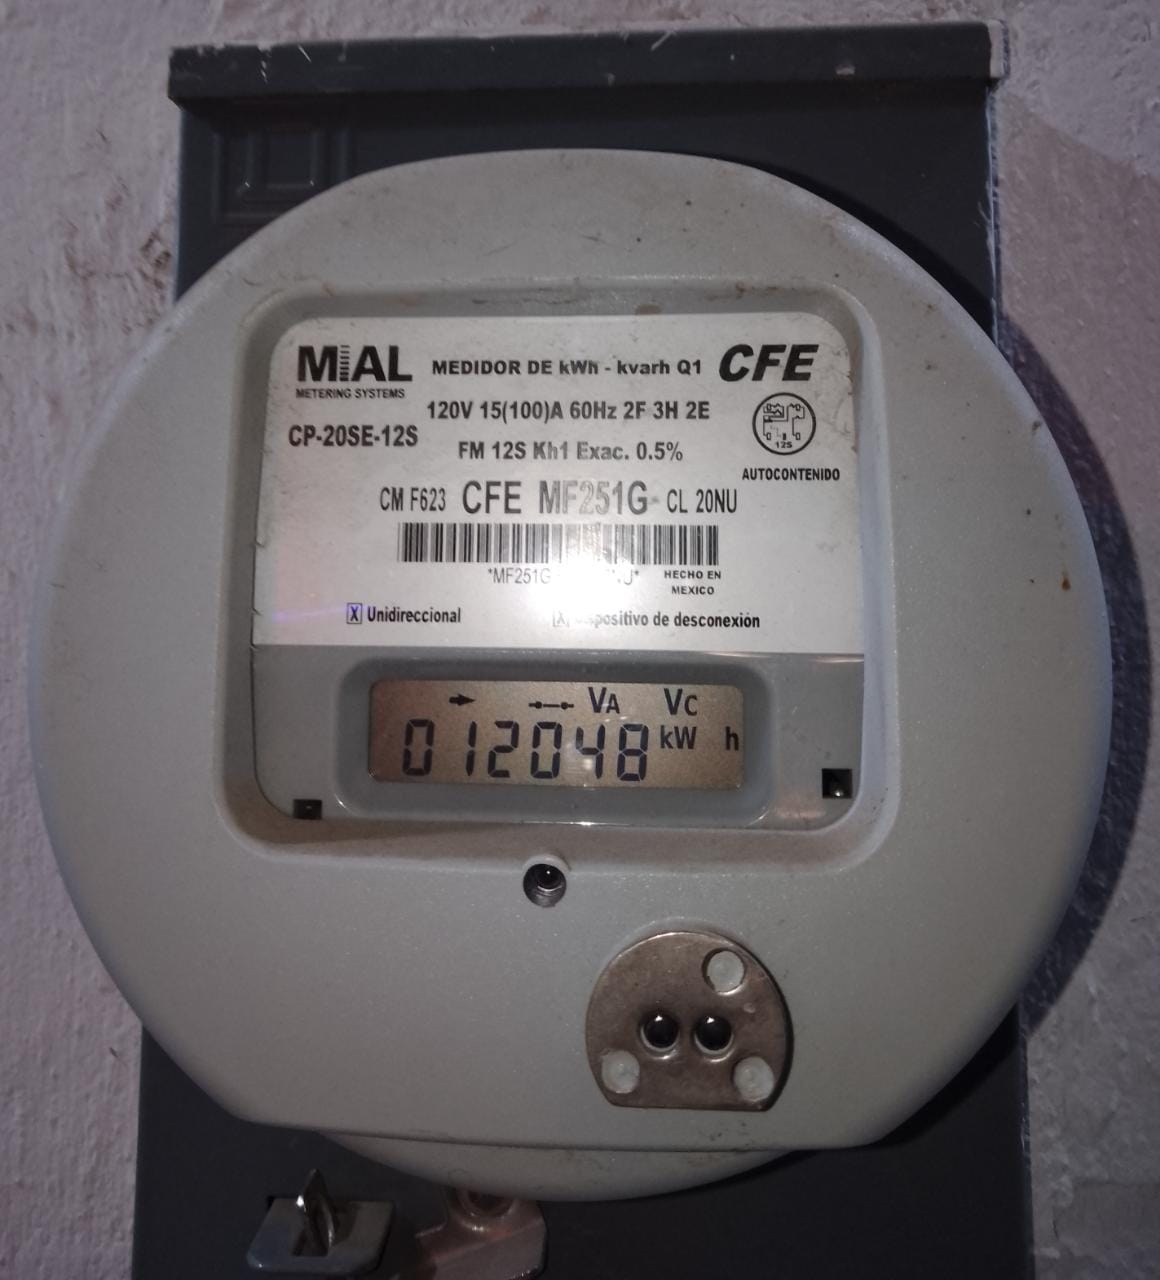 MIAL
METERING SYSTEMS
MEDIDOR DE kWh - kvarh Q1
CFE
120V 15(100)A 60Hz 2F 3H 2E
CP-20SE-12S
FM 12S Kh1 Exac. 0.5%
12S
AUTOCONTENIDO
CM F623 CFE MF251G CL 20NU
*MF251G
HECHO EN
MEXICO
X Unidireccional
X de desconexión
VA VC
012048 kW h